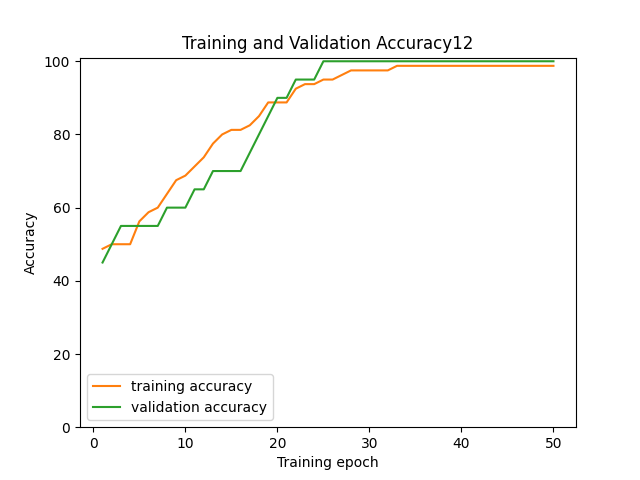 Training and Validation Accuracy12
100
80
60
40
20
0
Accuracy
training accuracy
validation accuracy
0 10 20 30 40 50
Training epoch